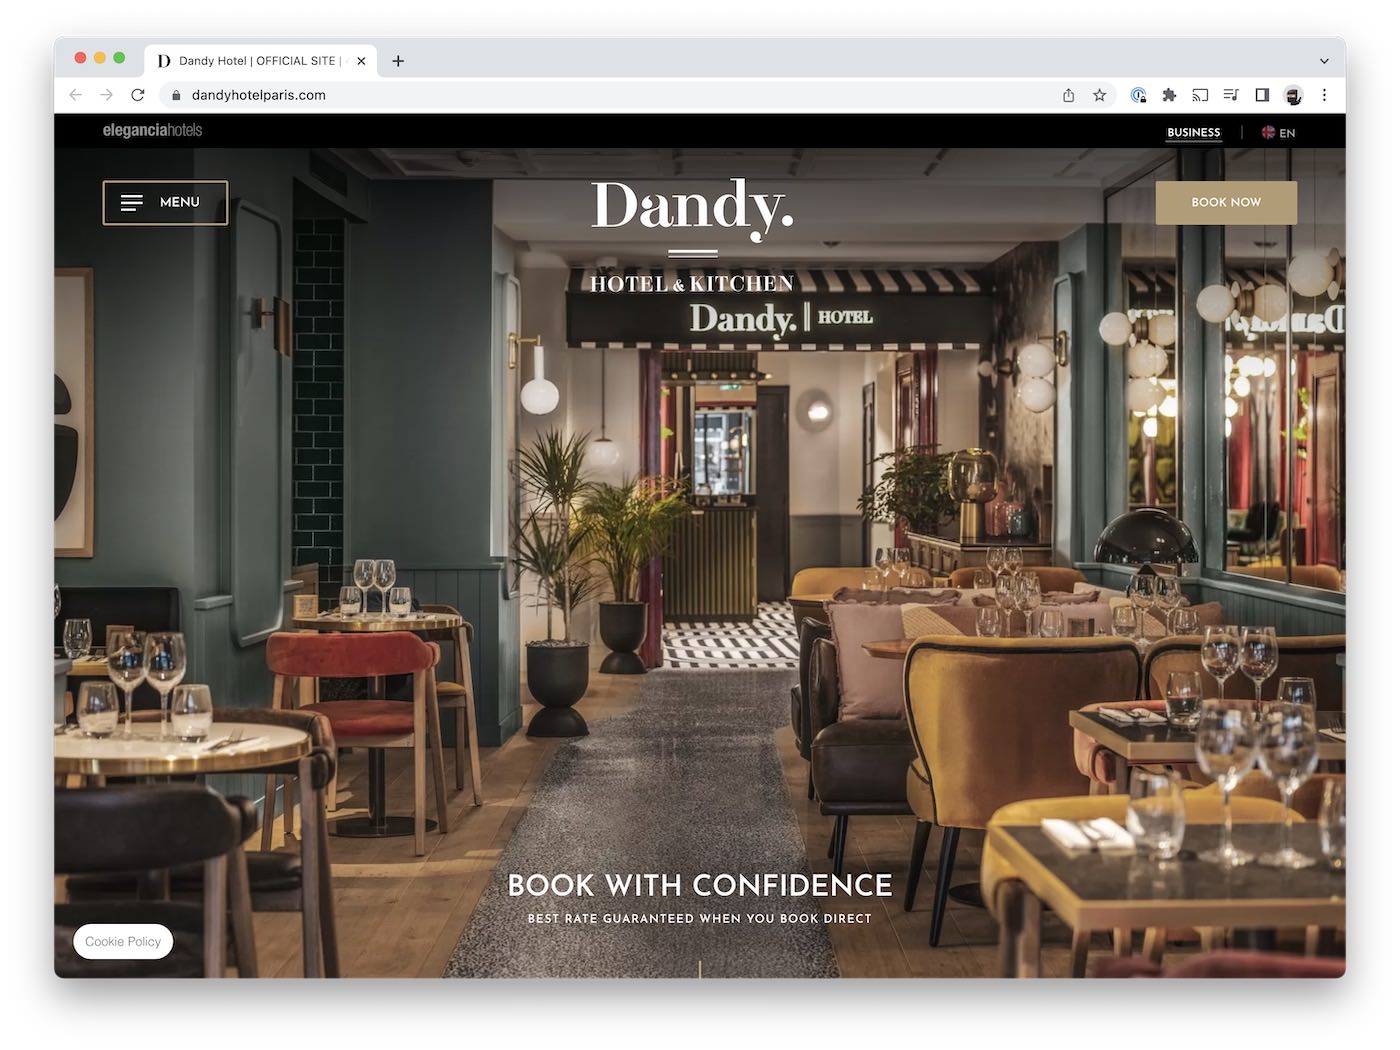 Dandy Hotel | OFFICIAL SITE |
dandyhotelparis.com
eleganciahotels
BUSINESS
EN
MENU
Dandy.
BOOK NOW
HOTEL & KITCHEN
Dandy. HOTEL
BOOK WITH CONFIDENCE
BEST RATE GUARANTEED WHEN YOU BOOK DIRECT
Cookie Policy